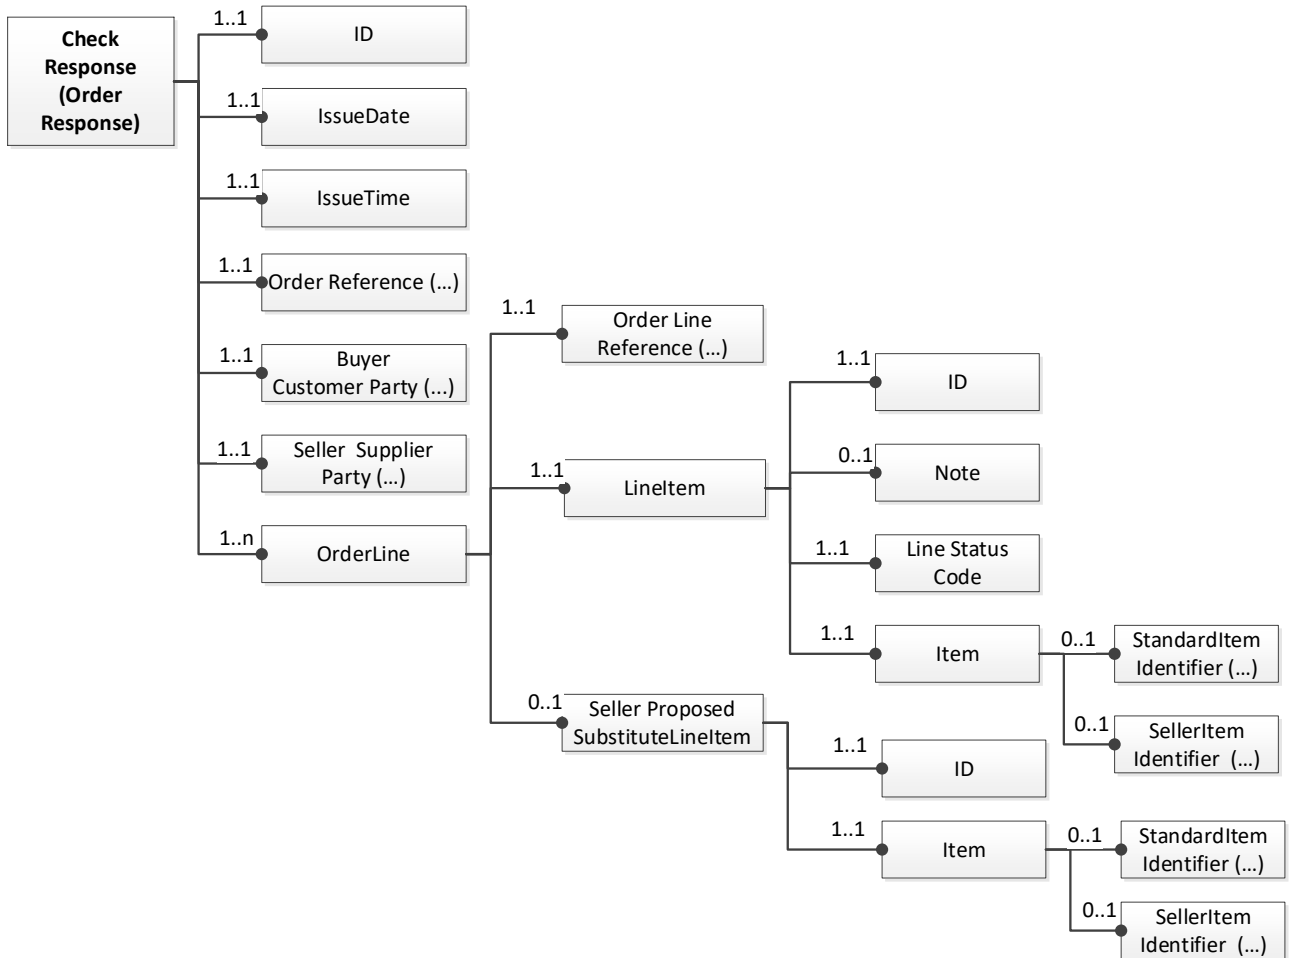 Check
Response
(Order
Response)
1..1
ID
1..1
IssueDate
1..1
IssueTime
1..1
Order Reference (...)
1..1
Buyer
Customer Party (...)
1..1
Seller Supplier
Party (...)
1..n
OrderLine
1..1
Order Line
Reference (...)
1..1
LineItem
1..1
ID
0..1
Note
1..1
Line Status
Code
1..1
Item
0..1
StandardItem
Identifier (...)
0..1
SellerItem
Identifier (...)
0..1
Seller Proposed
SubstituteLineItem
1..1
ID
1..1
Item
0..1
StandardItem
Identifier (...)
0..1
SellerItem
Identifier (...)